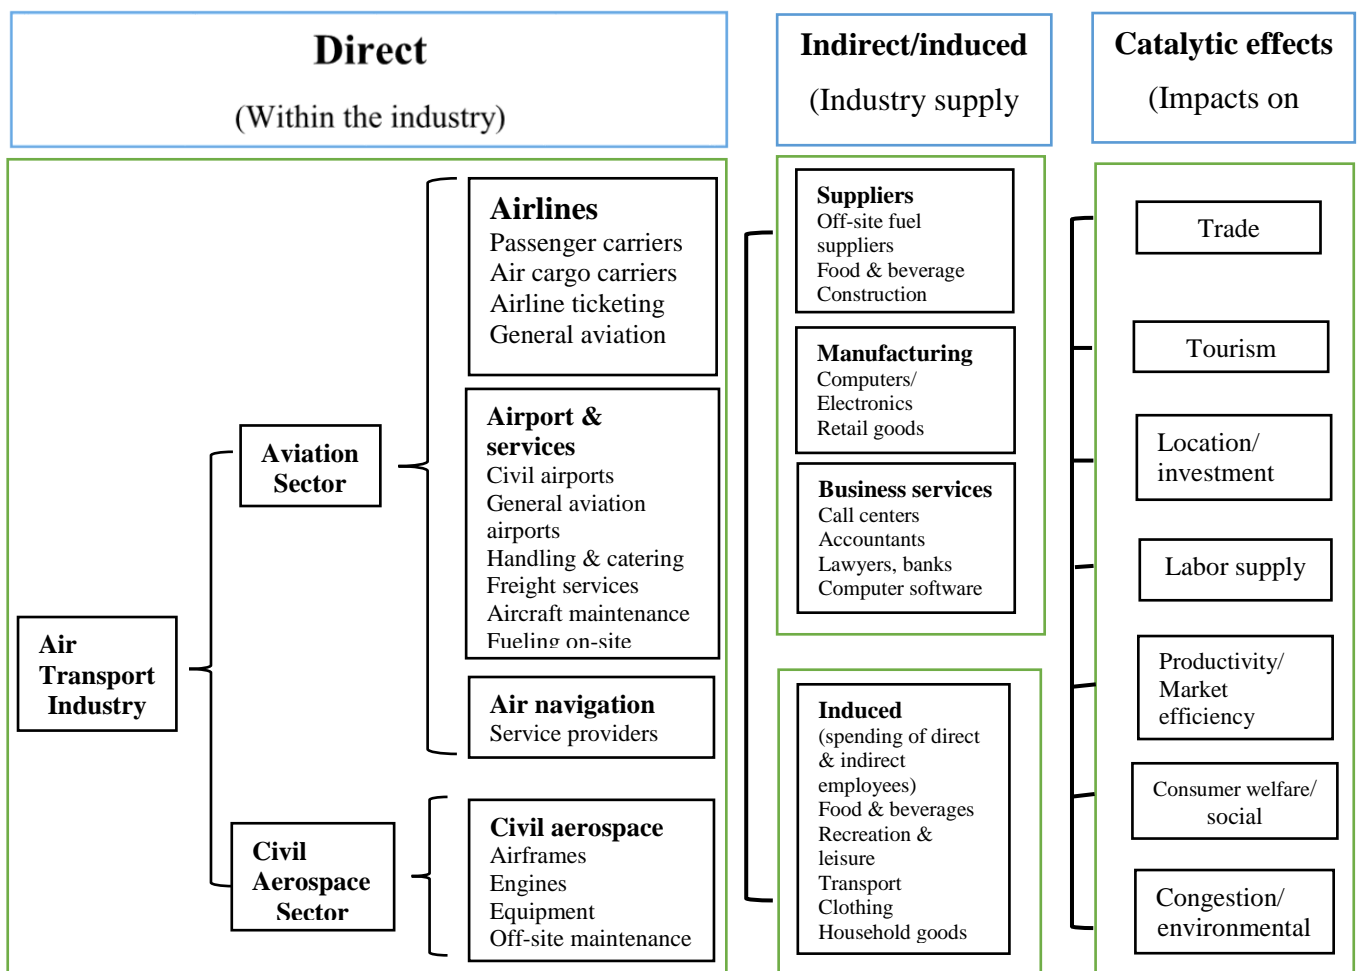 Direct
(Within the industry)
Indirect/induced
(Industry supply
Catalytic effects
(Impacts on
Air
Transport
Industry
Aviation
Sector
Civil
Aerospace
Sector
Airlines
Passenger carriers
Air cargo carriers
Airline ticketing
General aviation
Airport &
services
Civil airports
General aviation
airports
Handling & catering
Freight services
Aircraft maintenance
Fueling on-site
Air navigation
Service providers
Civil aerospace
Airframes
Engines
Equipment
Off-site maintenance
Suppliers
Off-site fuel
suppliers
Food & beverage
Construction
Manufacturing
Computers/
Electronics
Retail goods
Business services
Call centers
Accountants
Lawyers, banks
Computer software
Induced
(spending of direct
& indirect
employees)
Food & beverages
Recreation &
leisure
Transport
Clothing
Household goods
Trade
Tourism
Location/
investment
Labor supply
Productivity/
Market
efficiency
Consumer welfare/
social
Congestion/
environmental